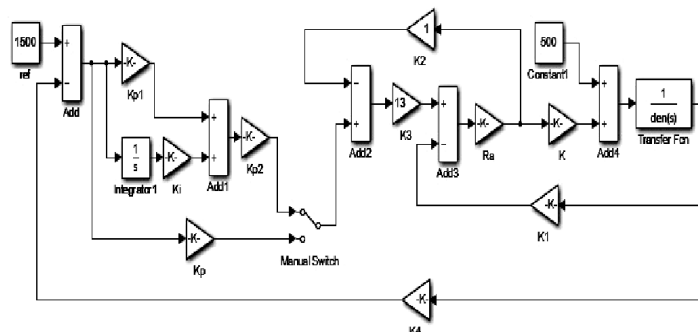 1500
ref
+
−
Add
-K-
Kp1
1
s
Integrator1
-K-
Ki
+
+
Add1
-K-
Kp2
-K-
Kp
Manual Switch
1
K2
−
+
Add2
13
K3
+
−
Add3
-K-
Ra
-K-
K
500
Constant1
+
+
Add4
1
den(s)
Transfer Fcn
-K-
K1
-K-
K4